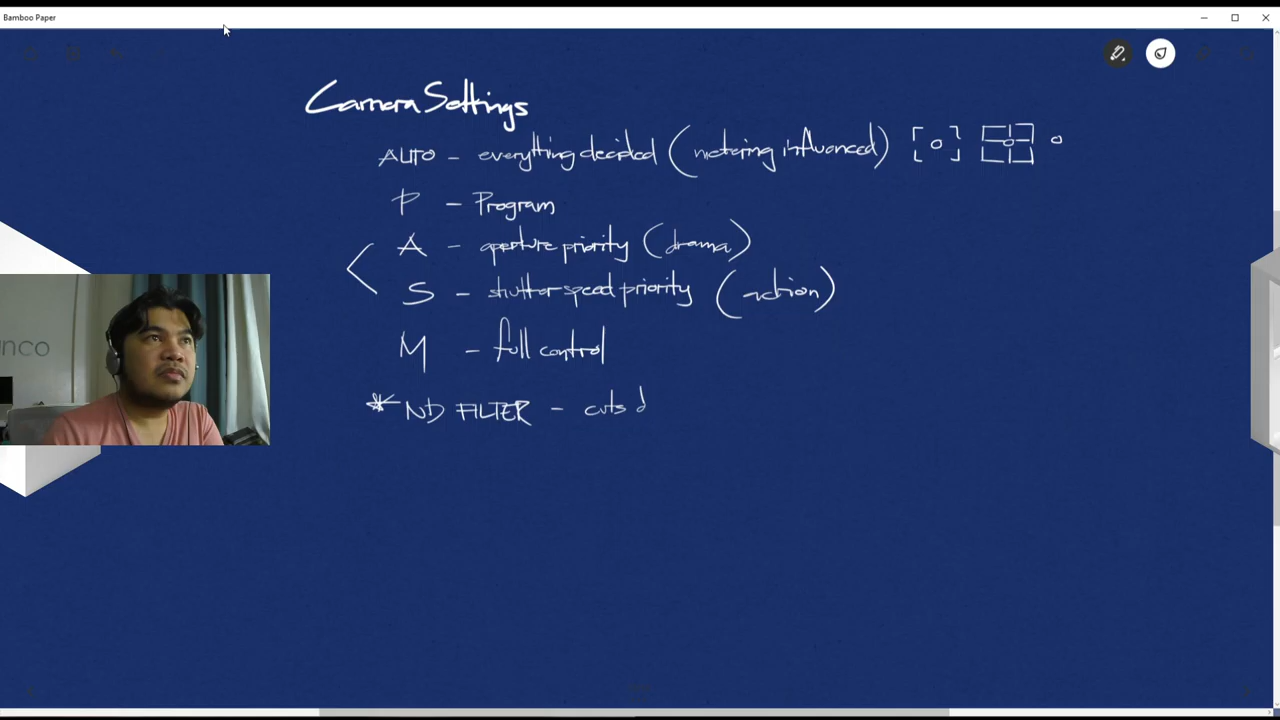 Bamboo Paper
Camera Settings
AUTO - everything decided (metering influenced)
P - Program
A - aperture priority (drama)
S - shutter speed priority (action)
M - full control
* ND FILTER - cuts d
nco